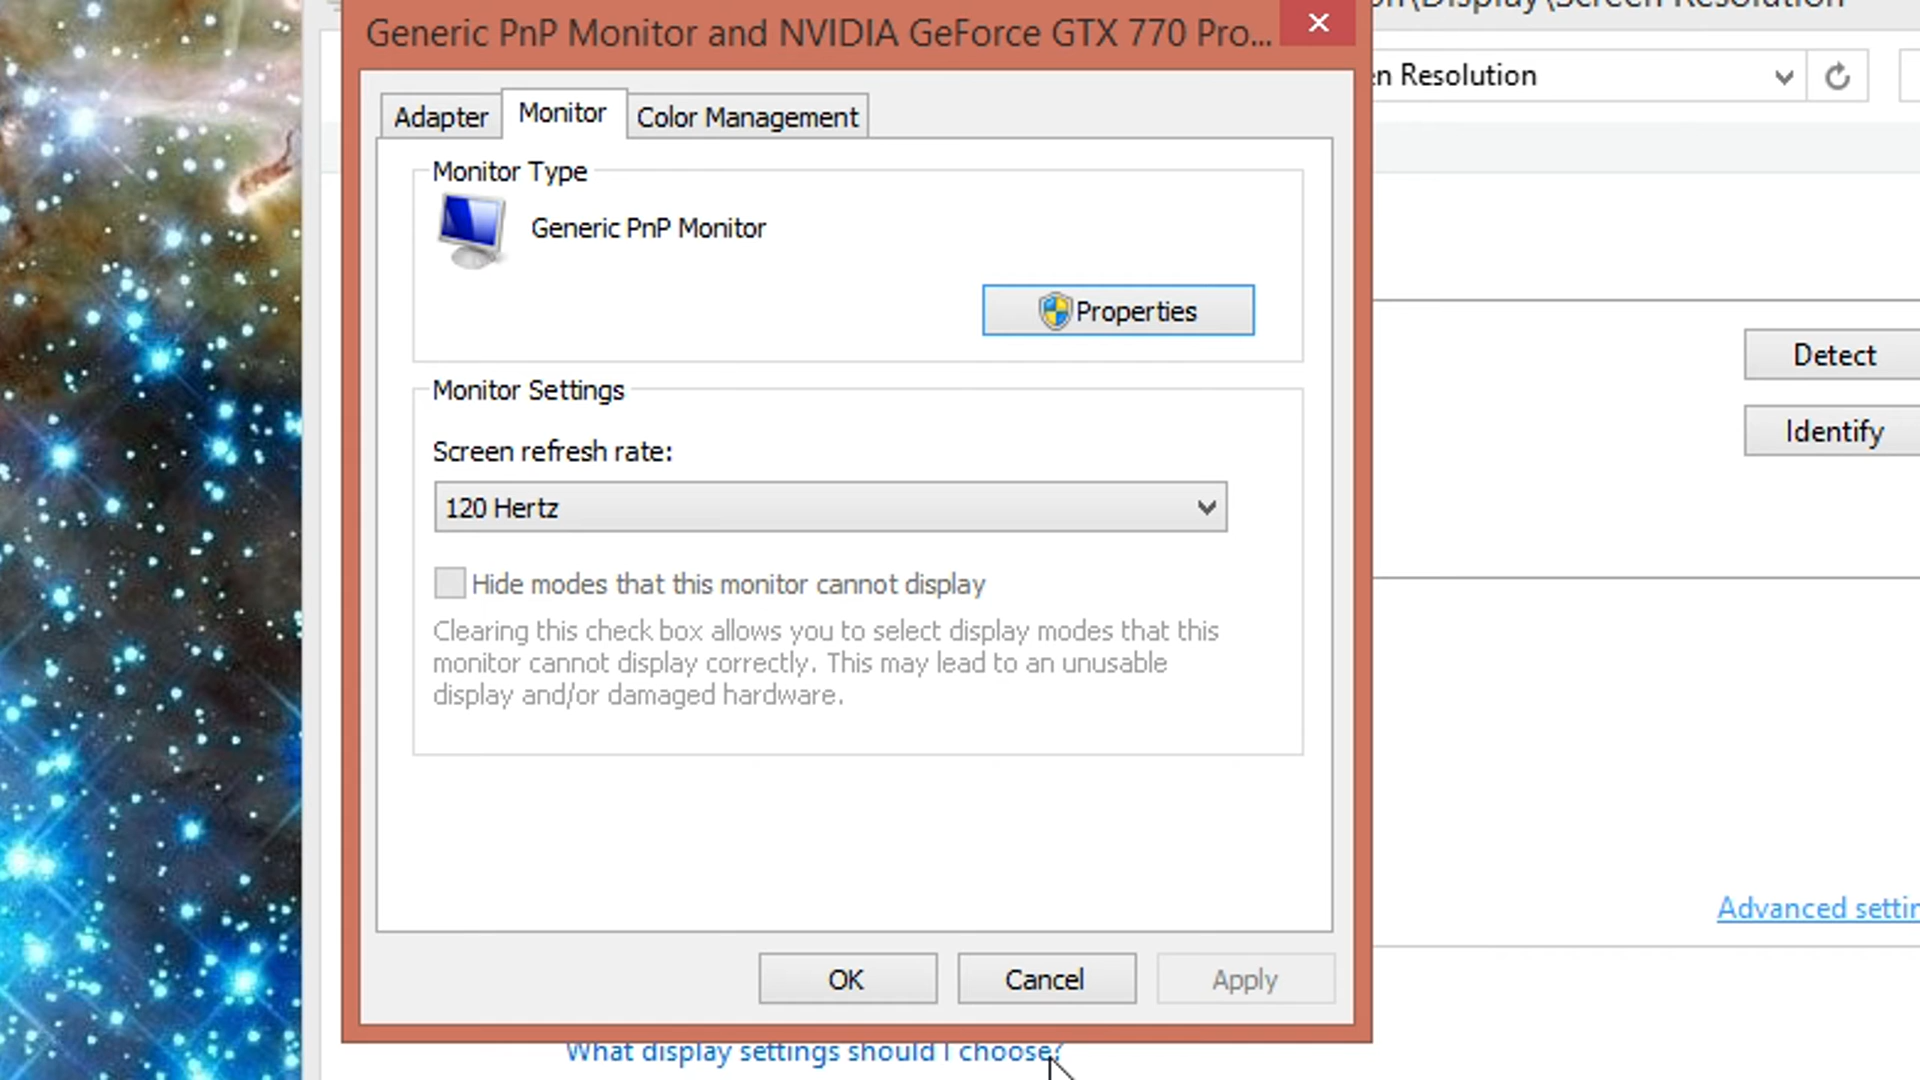 Generic PnP Monitor and NVIDIA GeForce GTX 770 Pro...
\Display\Screen Resolution
Resolution
Adapter
Monitor
Color Management
Monitor Type
Generic PnP Monitor
Properties
Detect
Monitor Settings
Identify
Screen refresh rate:
120 Hertz
Hide modes that this monitor cannot display
Clearing this check box allows you to select display modes that this
monitor cannot display correctly. This may lead to an unusable
display and/or damaged hardware.
Advanced
OK
Cancel
Apply
What display settings should I choose?